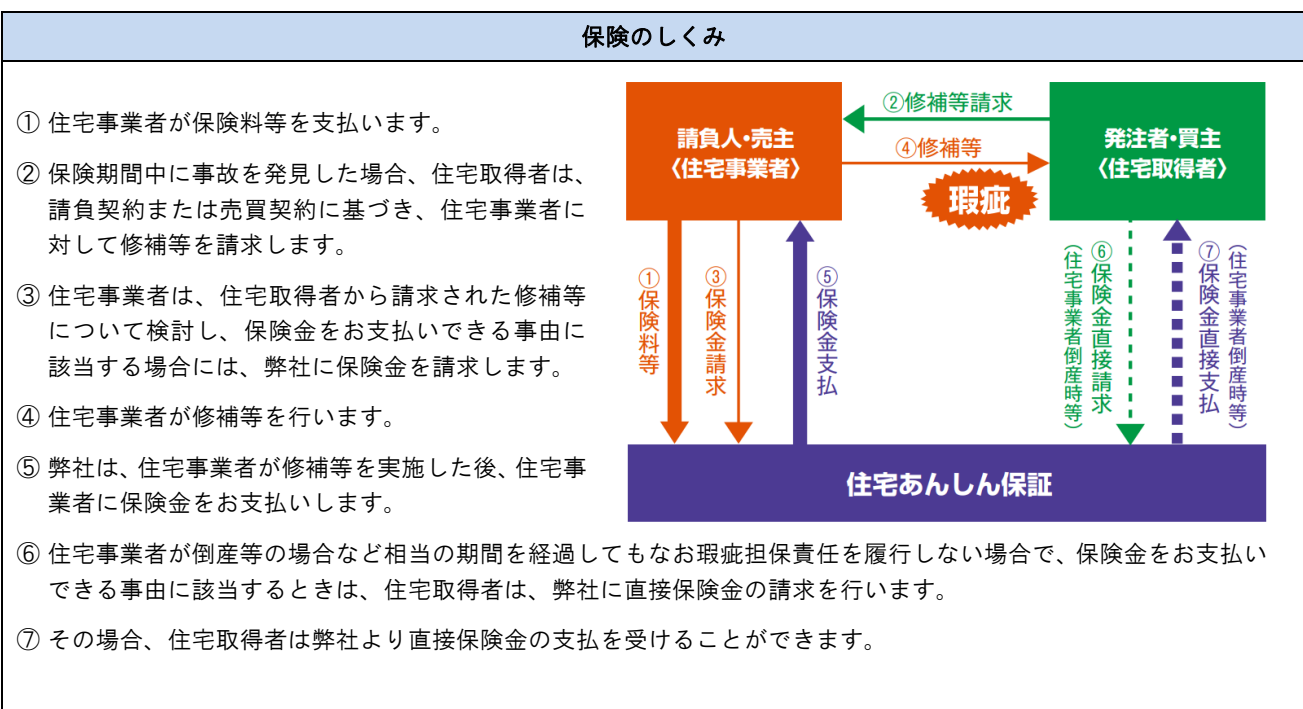 保険のしくみ
① 住宅事業者が保険料等を支払います。
② 保険期間中に事故を発見した場合、住宅取得者は、
請負契約または売買契約に基づき、住宅事業者に
対して修補等を請求します。
③ 住宅事業者は、住宅取得者から請求された修補等
について検討し、保険金をお支払いできる事由に
該当する場合には、弊社に保険金を請求します。
④ 住宅事業者が修補等を行います。
⑤ 弊社は、住宅事業者が修補等を実施した後、住宅事
業者に保険金をお支払いします。
⑥ 住宅事業者が倒産等の場合など相当の期間を経過してもなお瑕疵担保責任を履行しない場合で、保険金をお支払い
できる事由に該当するときは、住宅取得者は、弊社に直接保険金の請求を行います。
⑦ その場合、住宅取得者は弊社より直接保険金の支払を受けることができます。
請負人・売主
〈住宅事業者〉
②修補等請求
④修補等
瑕疵
発注者・買主
〈住宅取得者〉
①保険料等
③保険金請求
⑤保険金支払
⑥保険金直接請求
（住宅事業者倒産時等）
（住宅事業者倒産時等）
⑦保険金直接支払
住宅あんしん保証